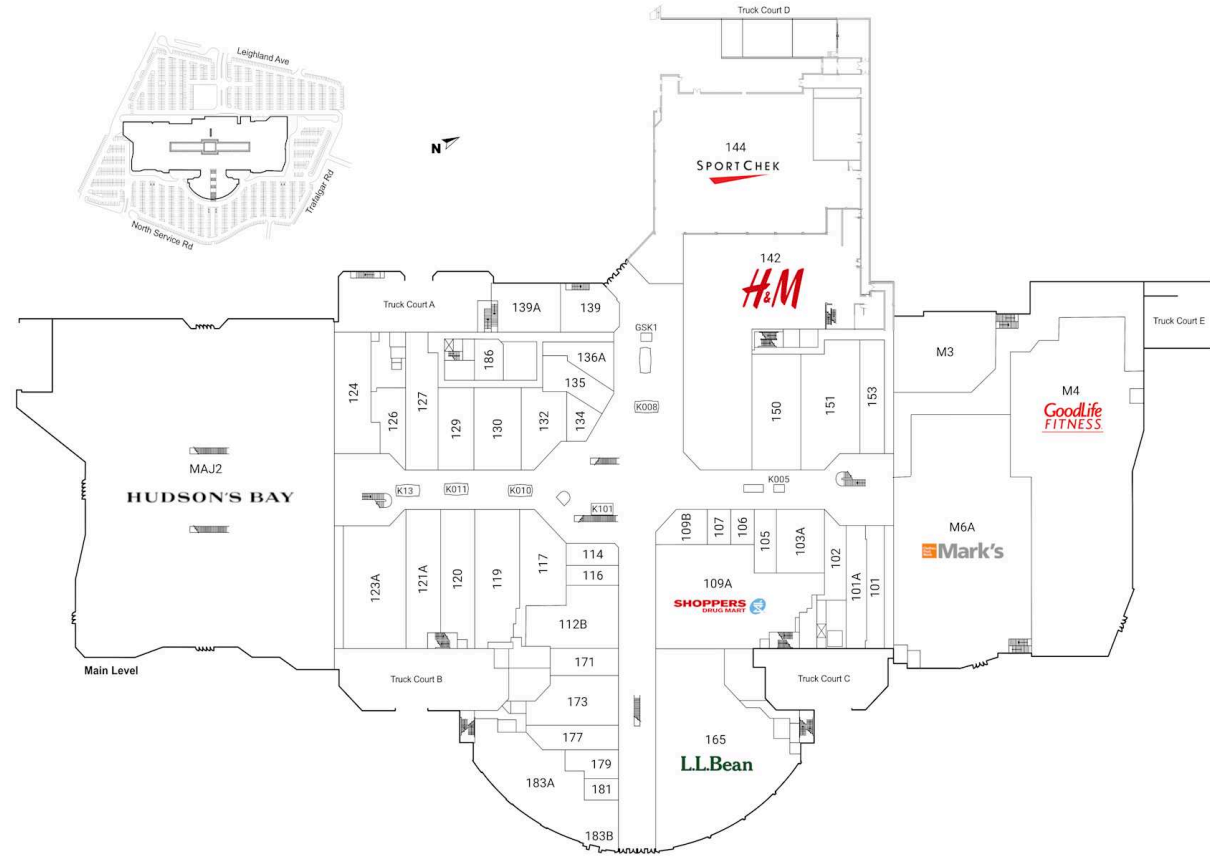 Truck Court D
Leighland Ave
N
Trafalgar Rd
North Service Rd
144
SPORTCHEK
142
H&M
Truck Court A
139A
139
GSK1
Truck Court E
M3
186
136A
135
124
126
127
129
130
132
134
K008
150
151
153
M4
GoodLife
FITNESS
MAJ2
HUDSON'S BAY
K13
K011
K010
K005
K101
109B
107
106
105
103A
102
101A
101
M6A
Mark's
123A
121A
120
119
117
114
116
112B
109A
SHOPPERS
DRUG MART
Main Level
Truck Court B
171
Truck Court C
173
177
165
L.L.Bean
179
183A
181
183B